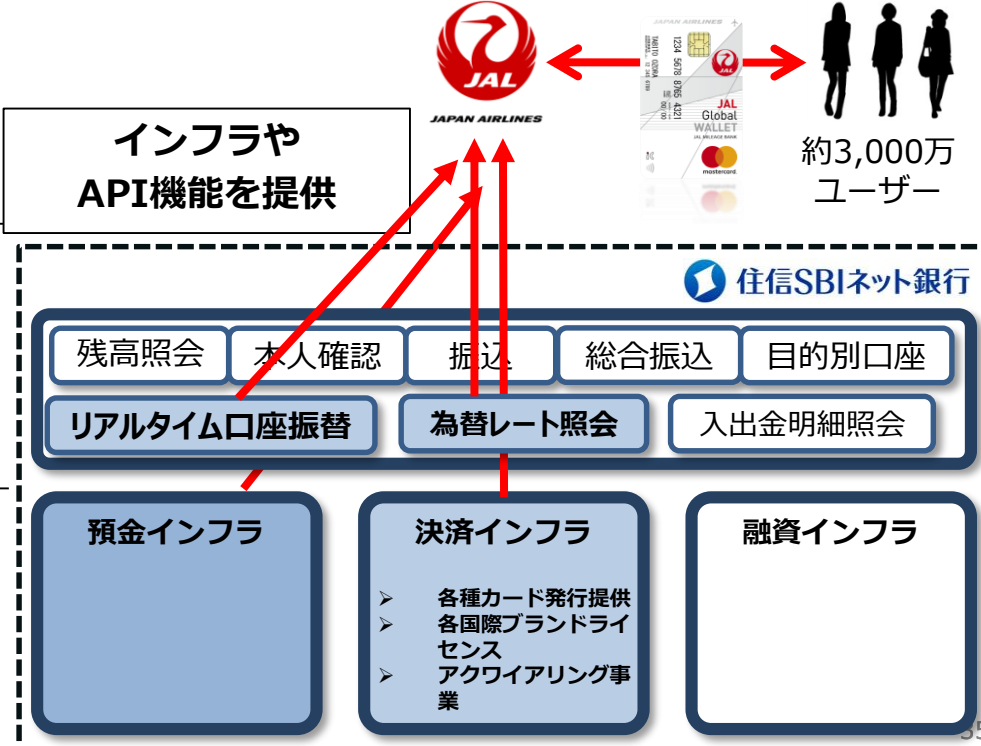 JAL
JAPAN AIRLINES
JAPAN AIRLINES
1234 5678 8765 4321
TABITO OZORA
JAL
JAL
Global
WALLET
JAL MILEAGE BANK
mastercard
約3,000万
ユーザー
インフラや
API機能を提供
住信SBIネット銀行
残高照会
本人確認
振込
総合振込
目的別口座
リアルタイム口座振替
為替レート照会
入出金明細照会
預金インフラ
決済インフラ
➢ 各種カード発行提供
➢ 各国際ブランドライ
センス
➢ アクワイアリング事
業
融資インフラ